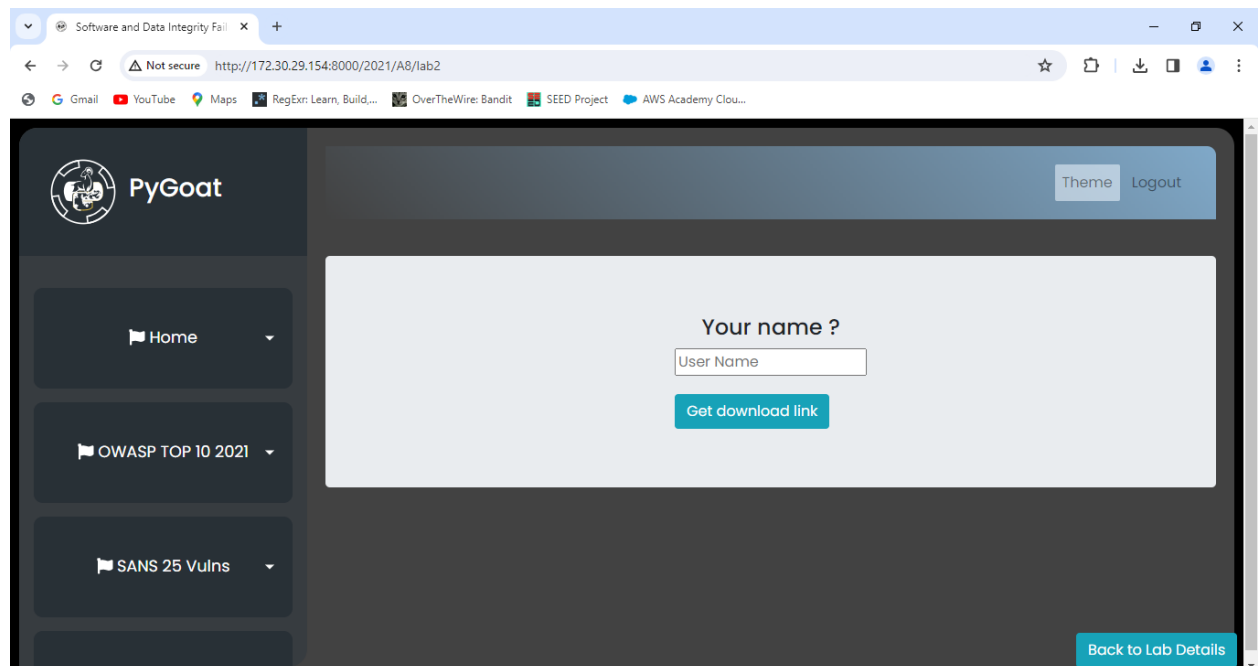 Software and Data Integrity Fail
Not secure http://172.30.29.154:8000/2021/A8/lab2
Gmail YouTube Maps RegExr: Learn, Build,... OverTheWire: Bandit SEED Project AWS Academy Clou...
PyGoat
Theme Logout
Your name ?
User Name
Get download link
Home
OWASP TOP 10 2021
SANS 25 Vulns
Back to Lab Details